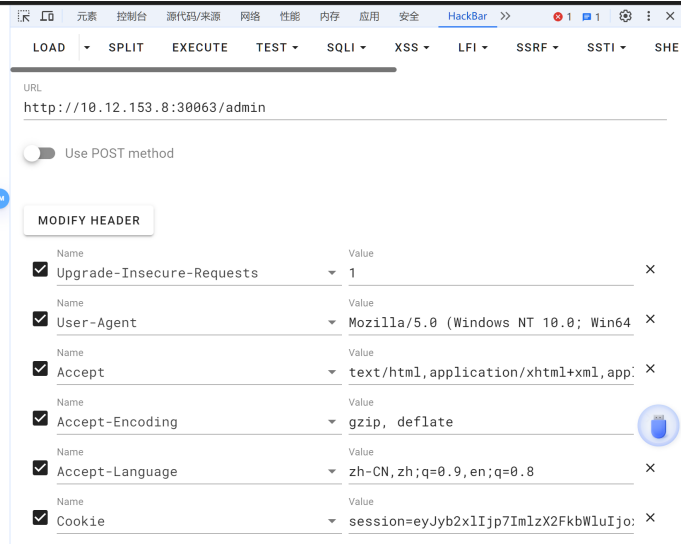 元素 控制台 源代码/来源 网络 性能 内存 应用 安全 HackBar 1 1
LOAD SPLIT EXECUTE TEST SQLI XSS LFI SSRF SSTI SHE
URL
http://10.12.153.8:30063/admin
Use POST method
M
MODIFY HEADER
Name Value
Upgrade-Insecure-Requests 1
Name Value
User-Agent Mozilla/5.0 (Windows NT 10.0; Win64
Name Value
Accept text/html,application/xhtml+xml,appl
Name Value
Accept-Encoding gzip, deflate
Name Value
Accept-Language zh-CN,zh;q=0.9,en;q=0.8
Name Value
Cookie session=eyJyb2xlIjp7ImlzX2FkbWluIjox